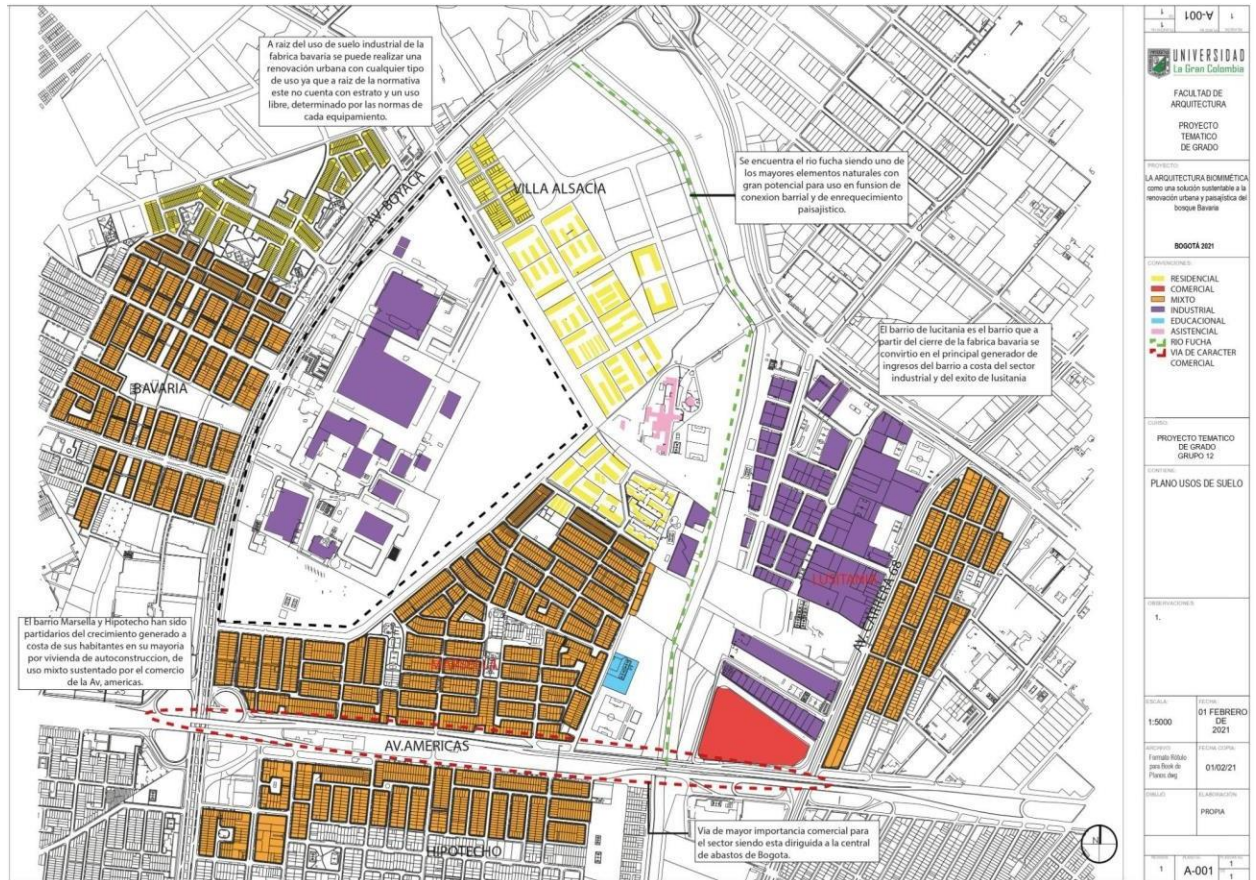 A raiz del uso de suelo industrial de la
fabrica bavaria se puede realizar una
renovación urbana con cualquier tipo
de uso ya que a raiz de la normativa
este no cuenta con estrato y un uso
libre, determinado por las normas de
cada equipamiento.
AV. BOYACA
VILLA ALSACIA
Se encuentra el rio fucha siendo uno de
los mayores elementos naturales con
gran potencial para uso en funsion de
conexion barrial y de enrequecimiento
paisajistico.
El barrio de lucitania es el barrio que a
partir del cierre de la fabrica bavaria se
convirtio en el principal generador de
ingresos del barrio a costa del sector
industrial y del exito de lusitania
BAVARIA
LUSITANIA
AV. CARRERA 68
El barrio Marsella y Hipotecho han sido
partidarios del crecimiento generado a
costa de sus habitantes en su mayoria
por vivienda de autoconstruccion, de
uso mixto sustentado por el comercio
de la Av, americas.
AV.AMERICAS
HIPOTECHO
Via de mayor importancia comercial para
el sector siendo esta diriguida a la central
de abastos de Bogota.
N
1
1
A-001
1
UNIVERSIDAD
La Gran Colombia
FACULTAD DE
ARQUITECTURA
PROYECTO
TEMATICO
DE GRADO
PROYECTO:
LA ARQUITECTURA BIOMIMÉTICA
como una solución sustentable a la
renovación urbana y paisajística del
bosque Bavaria
BOGOTÁ 2021
CONVENCIONES:
RESIDENCIAL
COMERCIAL
MIXTO
INDUSTRIAL
EDUCACIONAL
ASISTENCIAL
RIO FUCHA
VIA DE CARACTER
COMERCIAL
CURSO:
PROYECTO TEMATICO
DE GRADO
GRUPO 12
CONTIENE:
PLANO USOS DE SUELO
OBSERVACIONES:
1.
ESCALA:
1:5000
FECHA:
01 FEBRERO
DE
2021
ARCHIVO:
Formato Rótulo
para Book de
Planos.dwg
FECHA COPIA:
01/02/21
DIBUJO:
ELABORACIÓN:
PROPIA
1
A-001
1
1